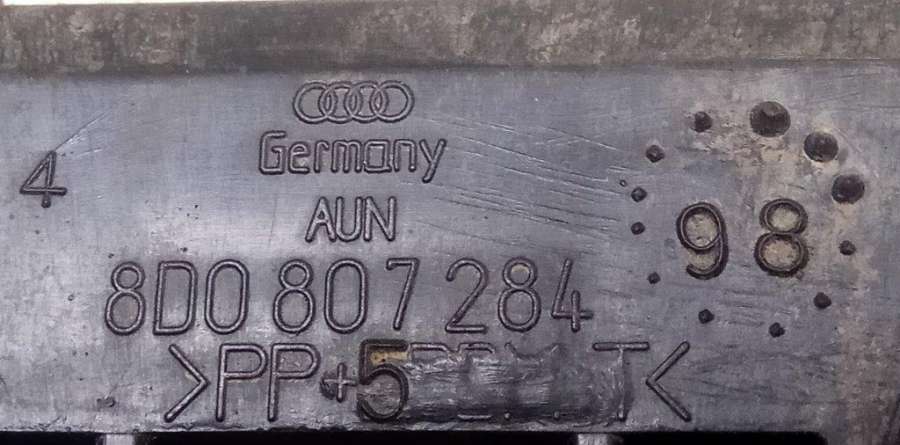 4
Germany
AUN
8D0 807 284
98
>PP+5 T<